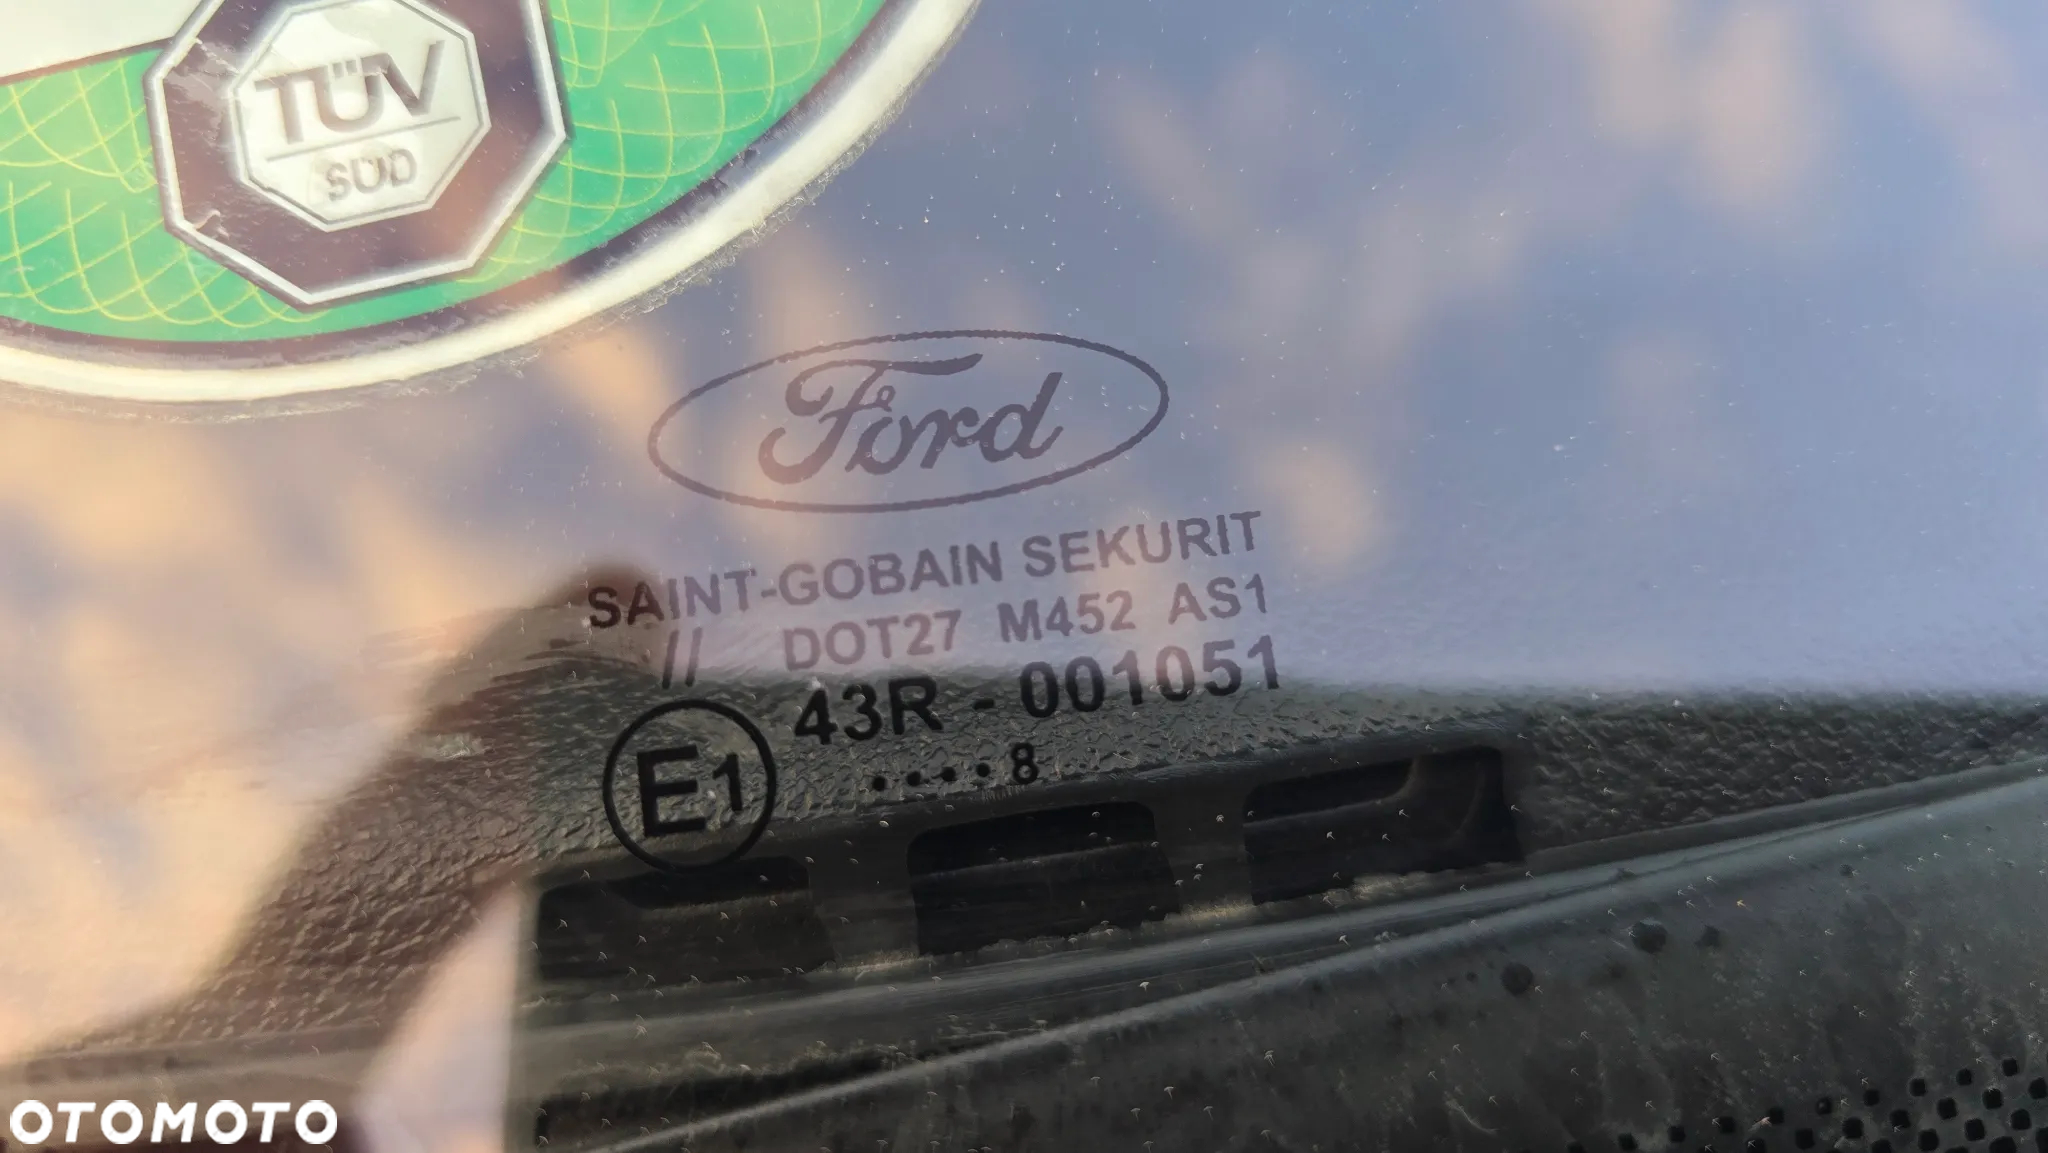 TÜV
SÜD
Ford
SAINT-GOBAIN SEKURIT
// DOT27 M452 AS1
43R - 001051
E1 ....8
OTOMOTO